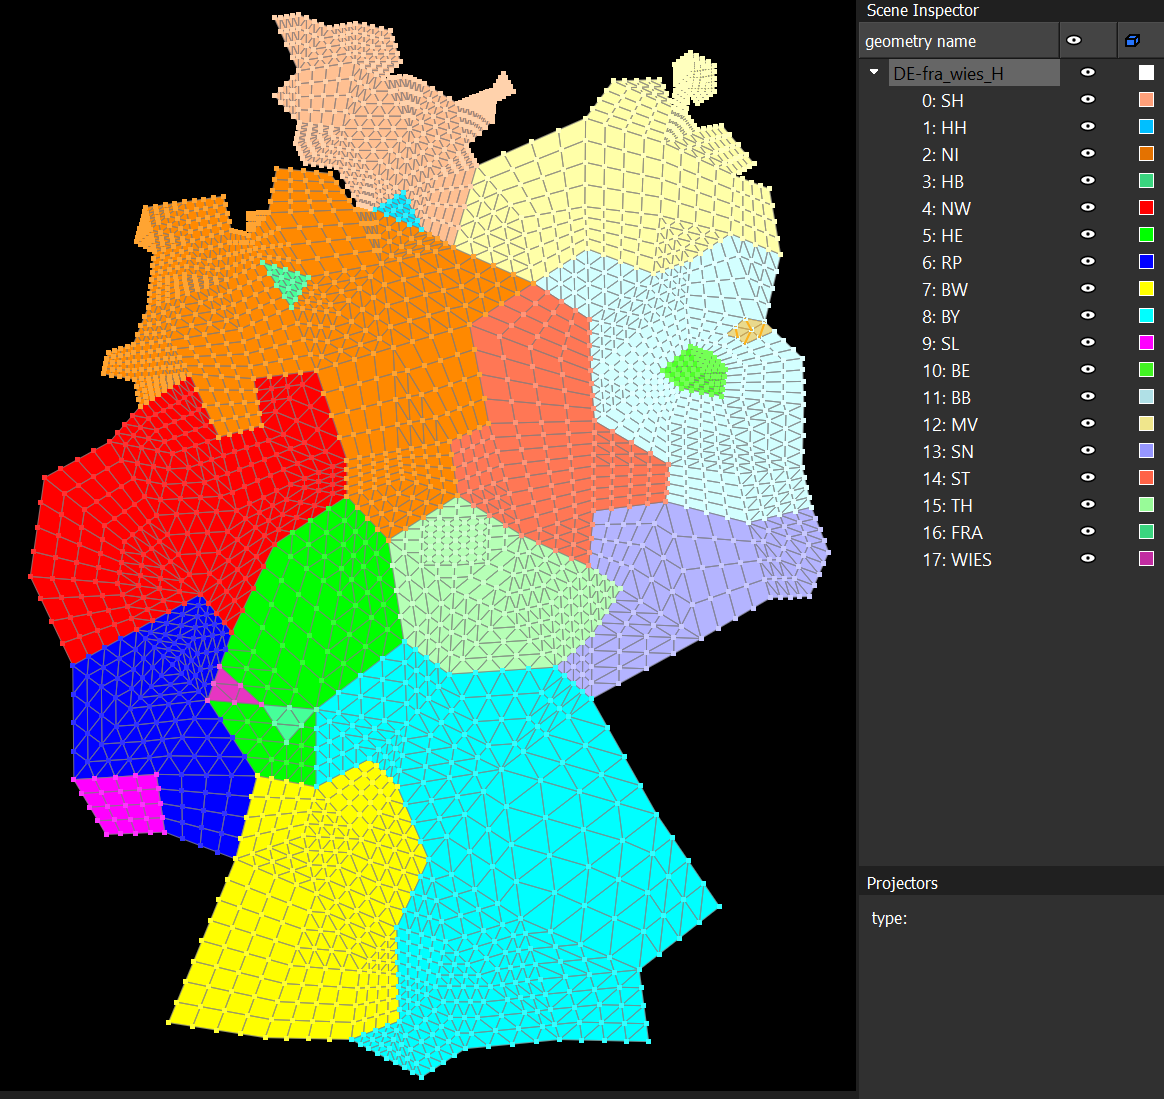 Scene Inspector
geometry name
DE-fra_wies_H
0: SH
1: HH
2: NI
3: HB
4: NW
5: HE
6: RP
7: BW
8: BY
9: SL
10: BE
11: BB
12: MV
13: SN
14: ST
15: TH
16: FRA
17: WIES
Projectors
type: